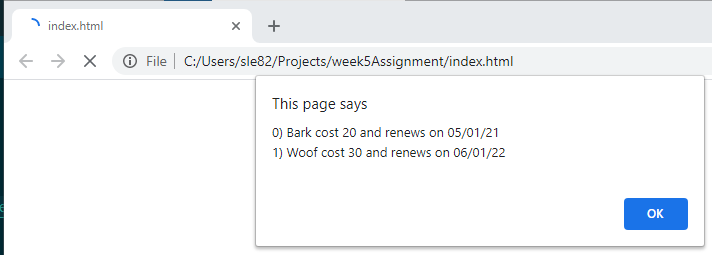 index.html
File C:/Users/sle82/Projects/week5Assignment/index.html
This page says
0) Bark cost 20 and renews on 05/01/21
1) Woof cost 30 and renews on 06/01/22
OK